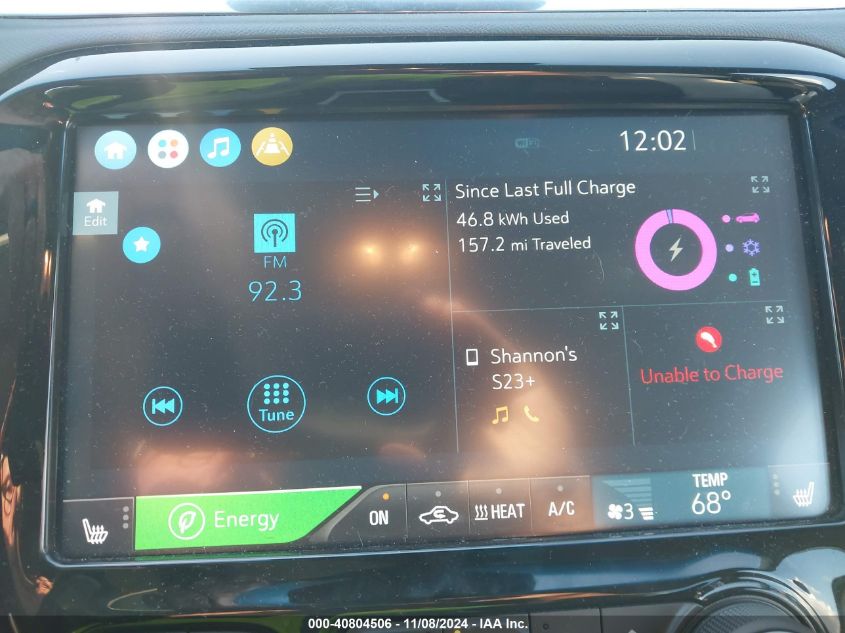 WiFi
12:02
Edit
FM
92.3
Tune
Since Last Full Charge
46.8 kWh Used
157.2 mi Traveled
Shannon's
S23+
Unable to Charge
Energy
ON
HEAT
A/C
3
TEMP
68°
000-40804506 - 11/08/2024 - IAA Inc.